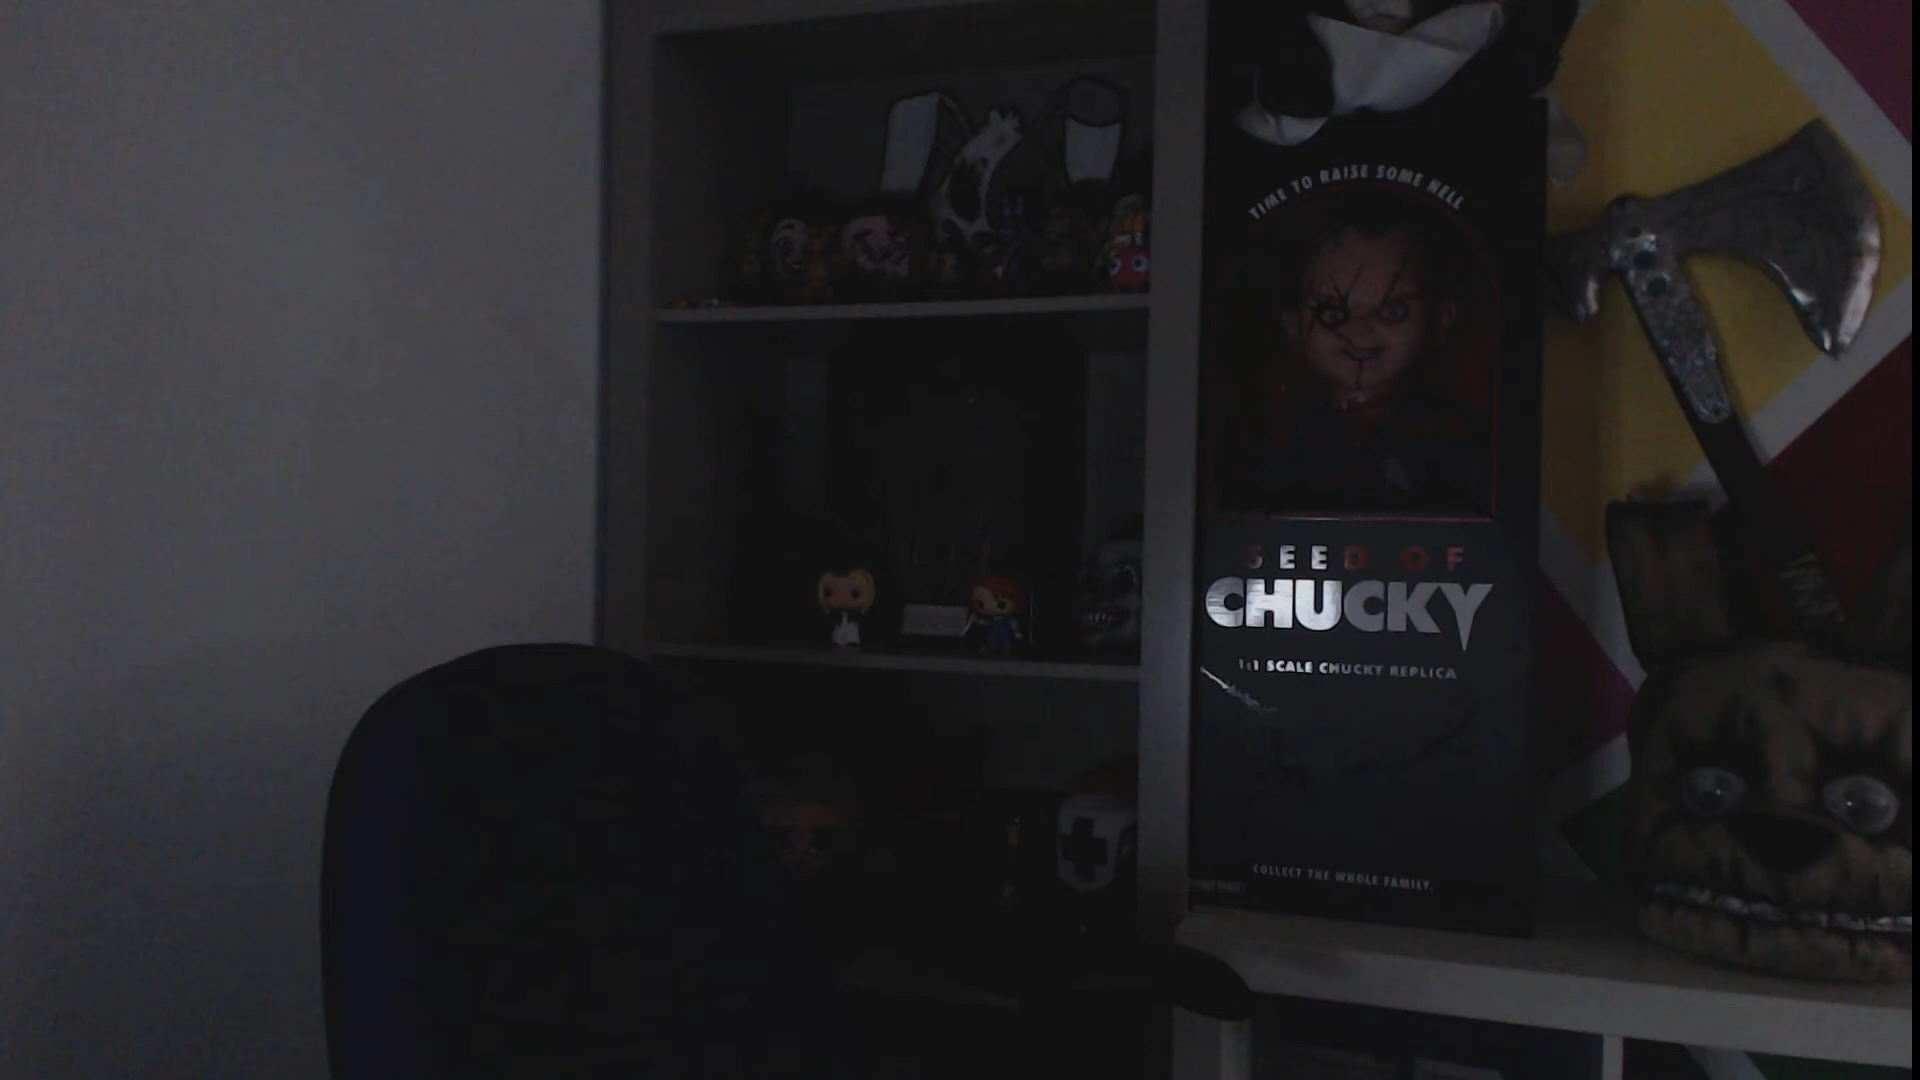 TIME TO RAISE SOME HELL
SEED OF
CHUCKY
1:1 SCALE CHUCKY REPLICA
COLLECT THE WHOLE FAMILY.